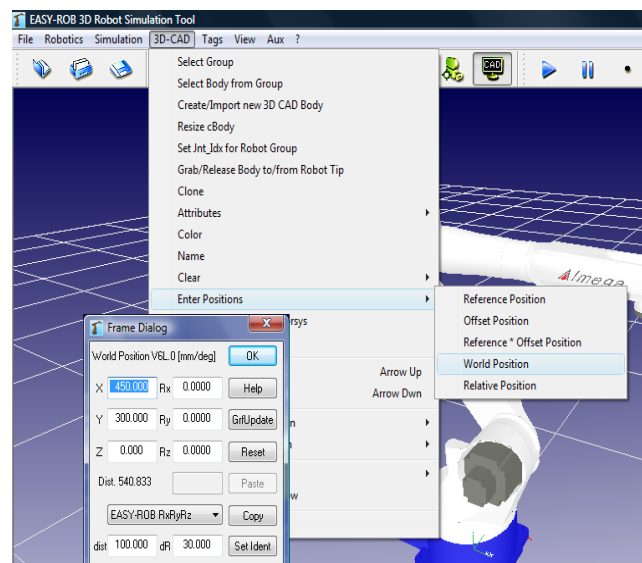 EASY-ROB 3D Robot Simulation Tool
File Robotics Simulation 3D-CAD Tags View Aux ?
CAD
Select Group
Select Body from Group
Create/Import new 3D CAD Body
Resize cBody
Set Jnt_Idx for Robot Group
Grab/Release Body to/from Robot Tip
Clone
Attributes
Color
Name
Clear
Enter Positions
Reference Position
Offset Position
Reference * Offset Position
World Position
Relative Position
Almega
Arrow Up
Arrow Dwn
Frame Dialog
World Position V6L.0 [mm/deg] OK
X 450.000 Rx 0.0000 Help
Y 300.000 Ry 0.0000 GrfUpdate
Z 0.000 Rz 0.0000 Reset
Dist. 540.833 Paste
EASY-ROB RxRyRz Copy
dist 100.000 dR 30.000 Set Ident